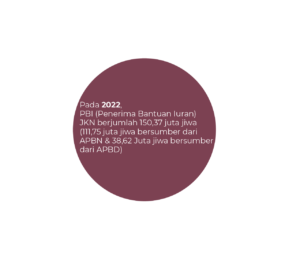 Pada 2022,
PBI (Penerima Bantuan Iuran)
JKN berjumlah 150,37 juta jiwa
(111,75 juta jiwa bersumber dari
APBN & 38,62 Juta jiwa bersumber
dari APBD)